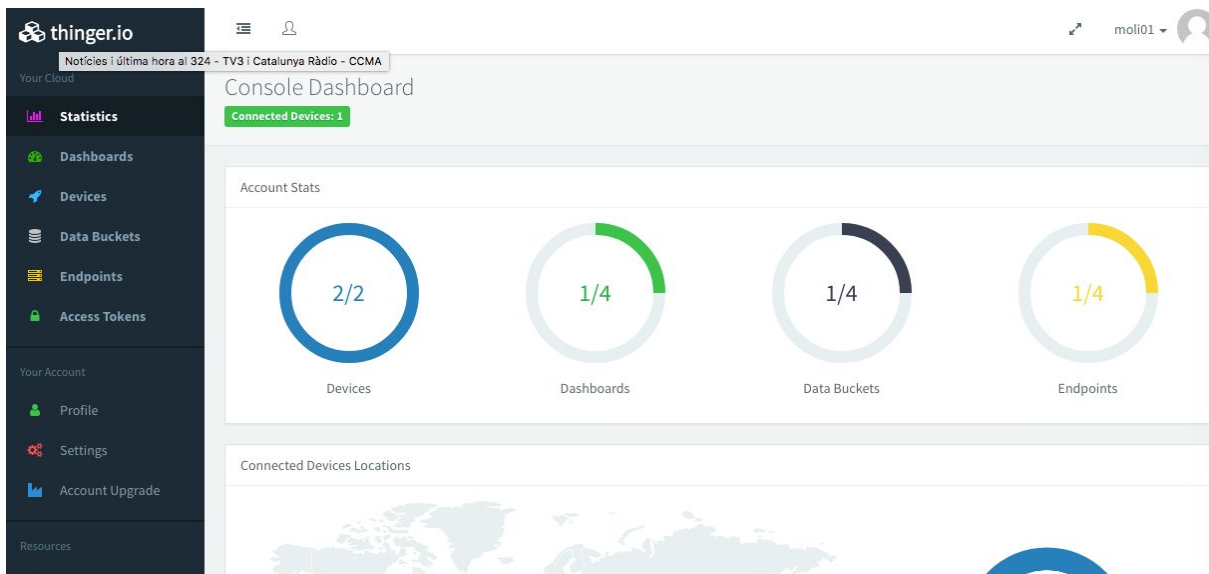 thinger.io
moli01
Notícies i última hora al 324 - TV3 i Catalunya Ràdio - CCMA
Your Cloud
Statistics
Dashboards
Devices
Data Buckets
Endpoints
Access Tokens
Your Account
Profile
Settings
Account Upgrade
Resources
Console Dashboard
Connected Devices: 1
Account Stats
2/2
1/4
1/4
1/4
Devices
Dashboards
Data Buckets
Endpoints
Connected Devices Locations